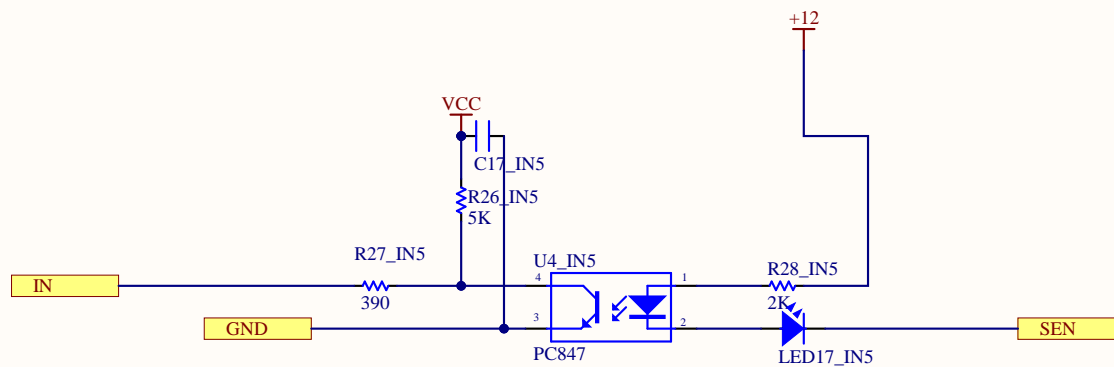 +12
VCC
C17_IN5
R26_IN5
5K
R27_IN5
U4_IN5
R28_IN5
IN
390
4
1
2K
GND
3
2
SEN
PC847
LED17_IN5